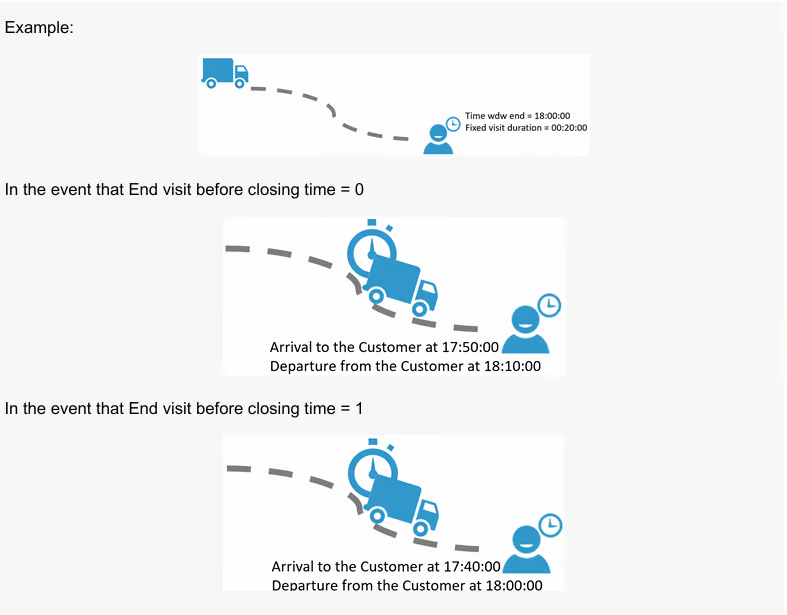 Example:
Time wdw end = 18:00:00
Fixed visit duration = 00:20:00
In the event that End visit before closing time = 0
Arrival to the Customer at 17:50:00
Departure from the Customer at 18:10:00
In the event that End visit before closing time = 1
Arrival to the Customer at 17:40:00
Departure from the Customer at 18:00:00